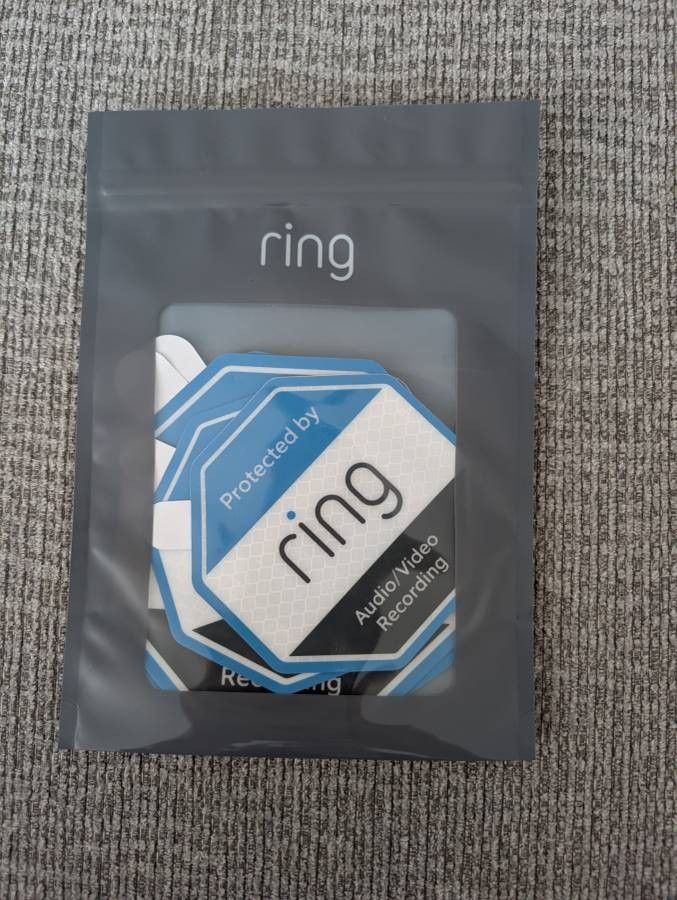 ring
Protected by
ring
Audio/Video
Recording